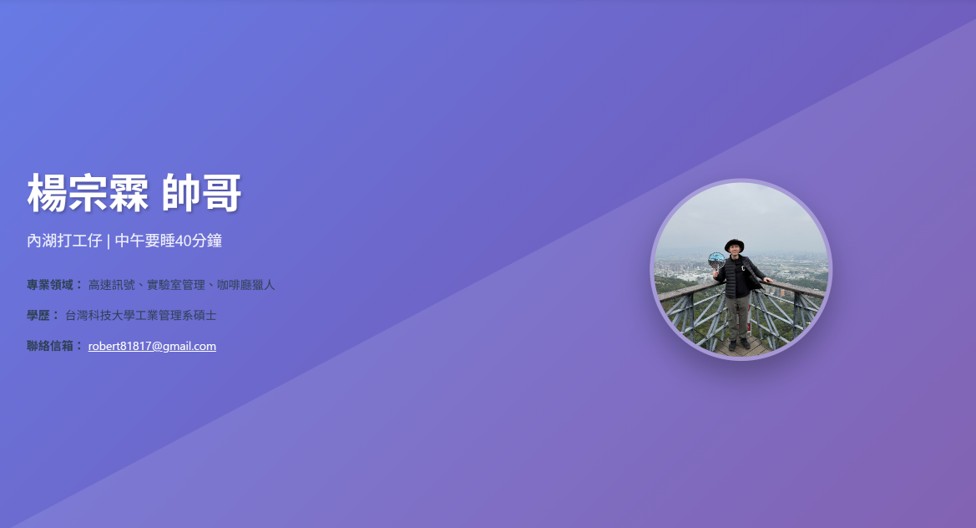 楊宗霖 帥哥
內湖打工仔 | 中午要睡40分鐘
專業領域： 高速訊號、實驗室管理、咖啡廳獵人
學歷： 台灣科技大學工業管理系碩士
聯絡信箱： robert81817@gmail.com